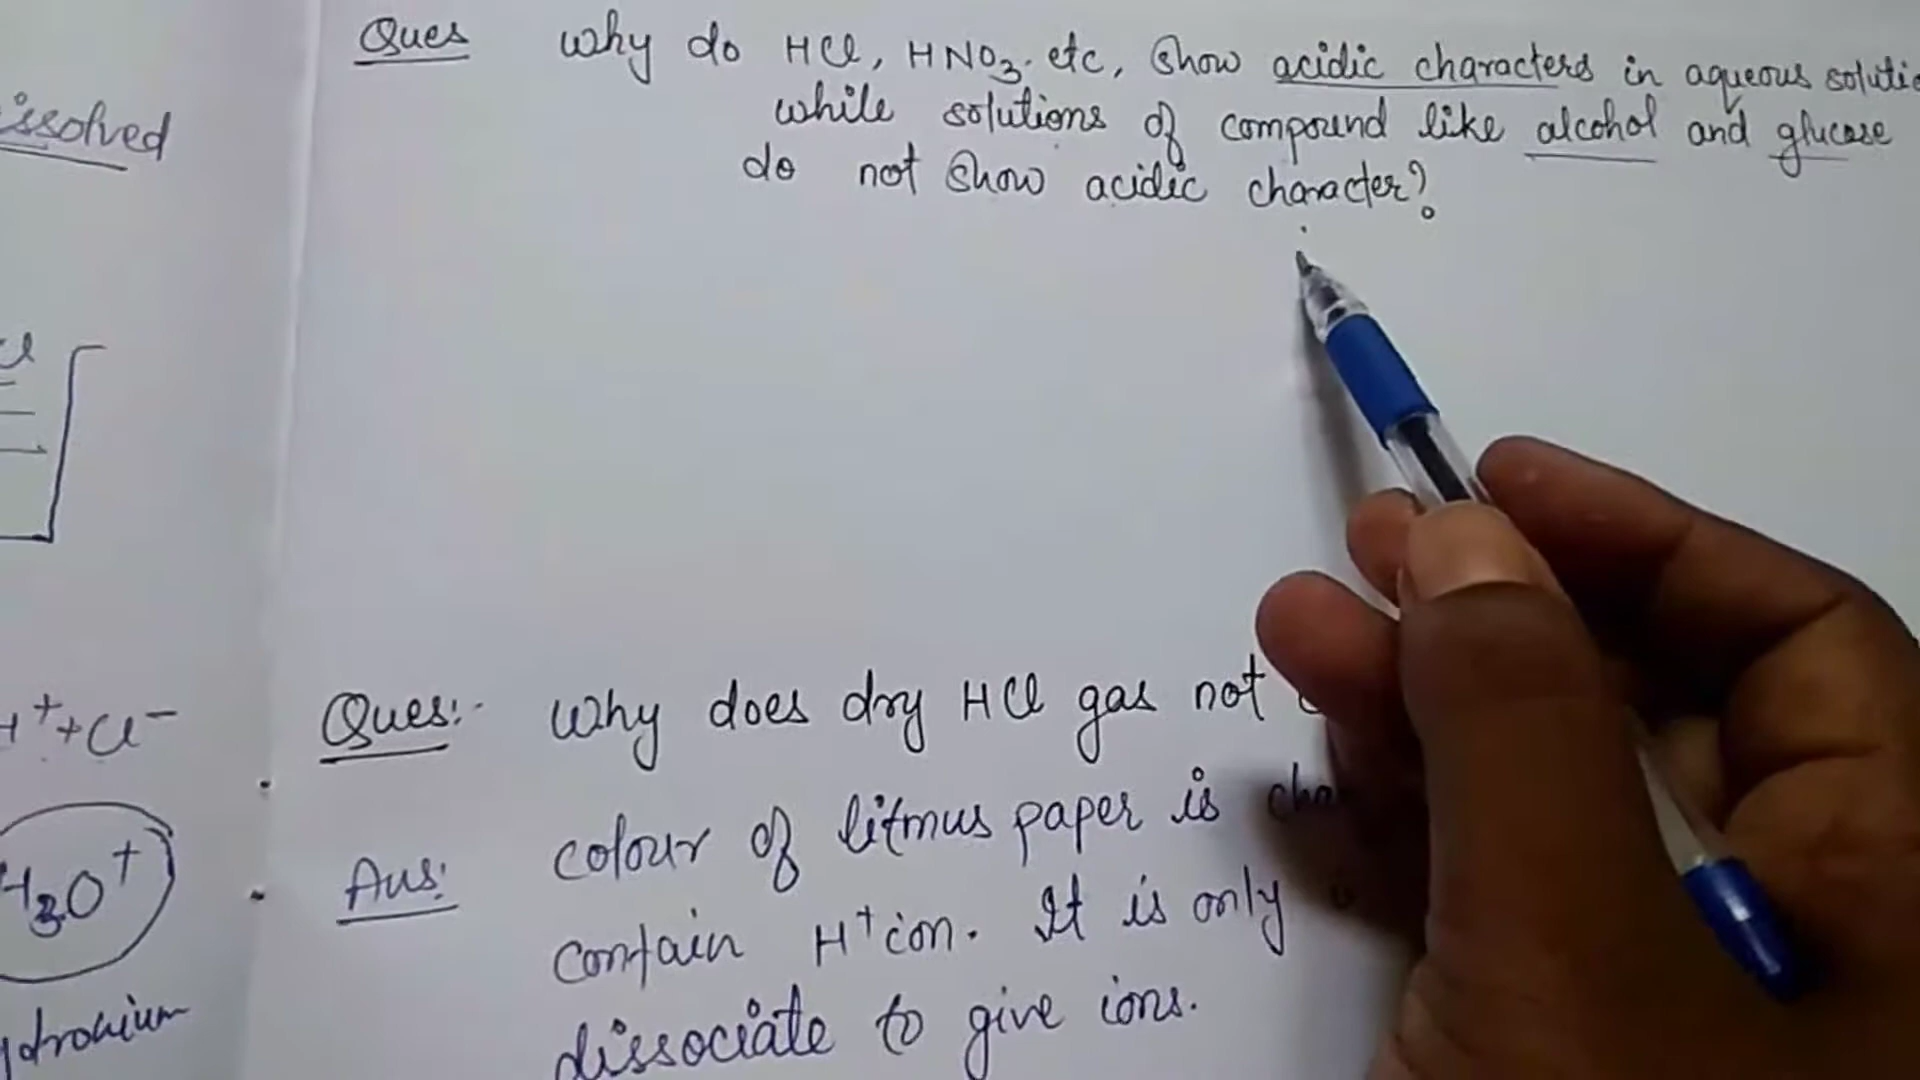 issolved
H⁺+Cl⁻
H₃O⁺
dronium
Ques Why do HCl, HNO₃. etc, show acidic characters in aqueous solutio
while solutions of compound like alcohol and glucose
do not show acidic character?
Ques:- Why does dry HCl gas not
colour of litmus paper is cha
Ans: contain H⁺ion. It is only
dissociate to give ions.